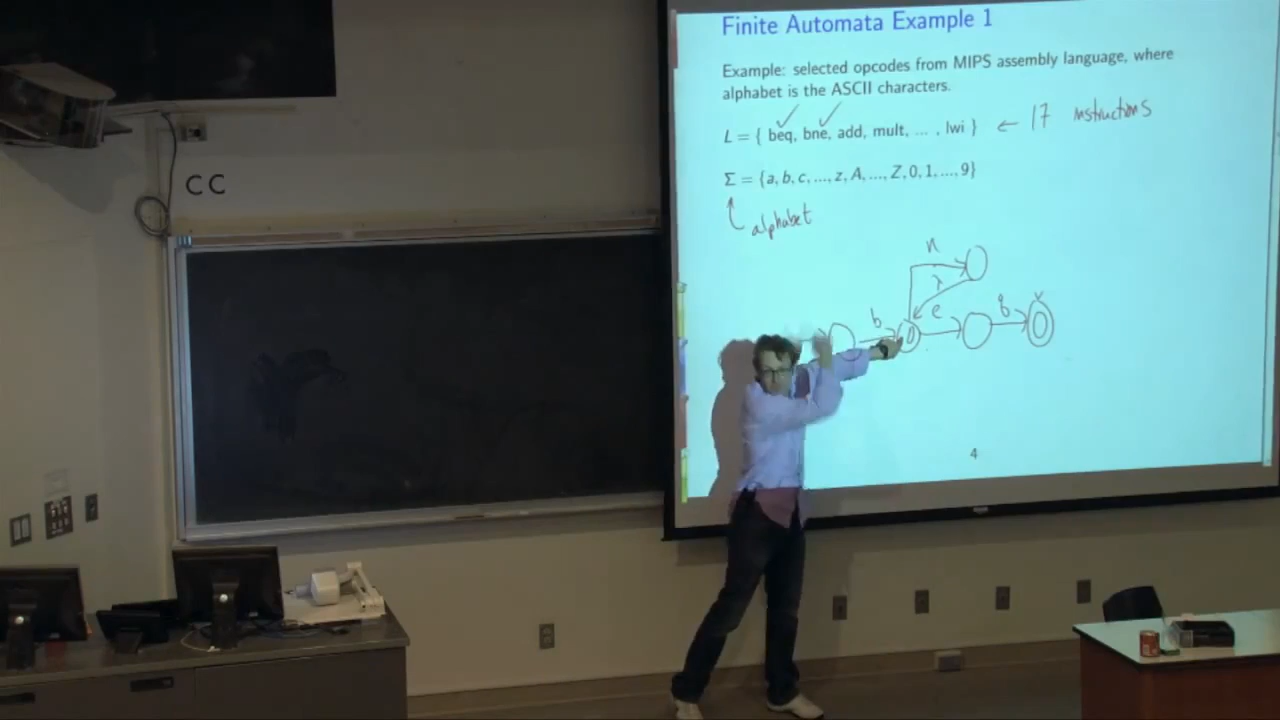 Finite Automata Example 1
Example: selected opcodes from MIPS assembly language, where
alphabet is the ASCII characters.
L = { beq, bne, add, mult, ... , lwi } ← 17 instructions
Σ = {a, b, c, ..., z, A, ..., Z, 0, 1, ..., 9}
alphabet
CC
n
b
e
4